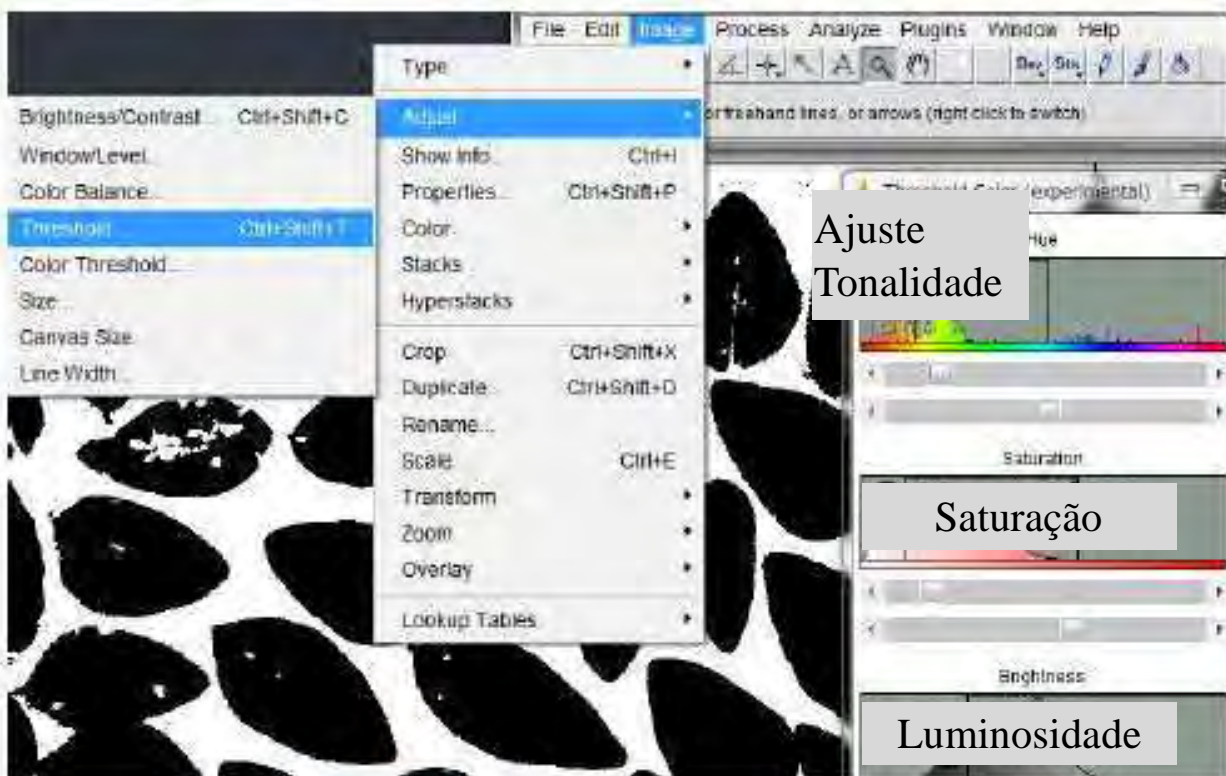 File Edit Image Process Analyze Plugins Window Help
or freehand lines, or arrows (right click to switch)
Type
Adjust
Show Info...
Ctrl+I
Properties...
Ctrl+Shift+P
Color
Stacks
Hyperstacks
Crop
Ctrl+Shift+X
Duplicate...
Ctrl+Shift+D
Rename...
Scale
Ctrl+E
Transform
Zoom
Overlay
Lookup Tables
Brightness/Contrast
Ctrl+Shift+C
Window/Level...
Color Balance...
Threshold
Ctrl+Shift+T
Color Threshold...
Size...
Canvas Size
Line Width...
Threshold Color (experimental)
Ajuste
Tonalidade
Hue
Saturation
Saturação
Brightness
Luminosidade